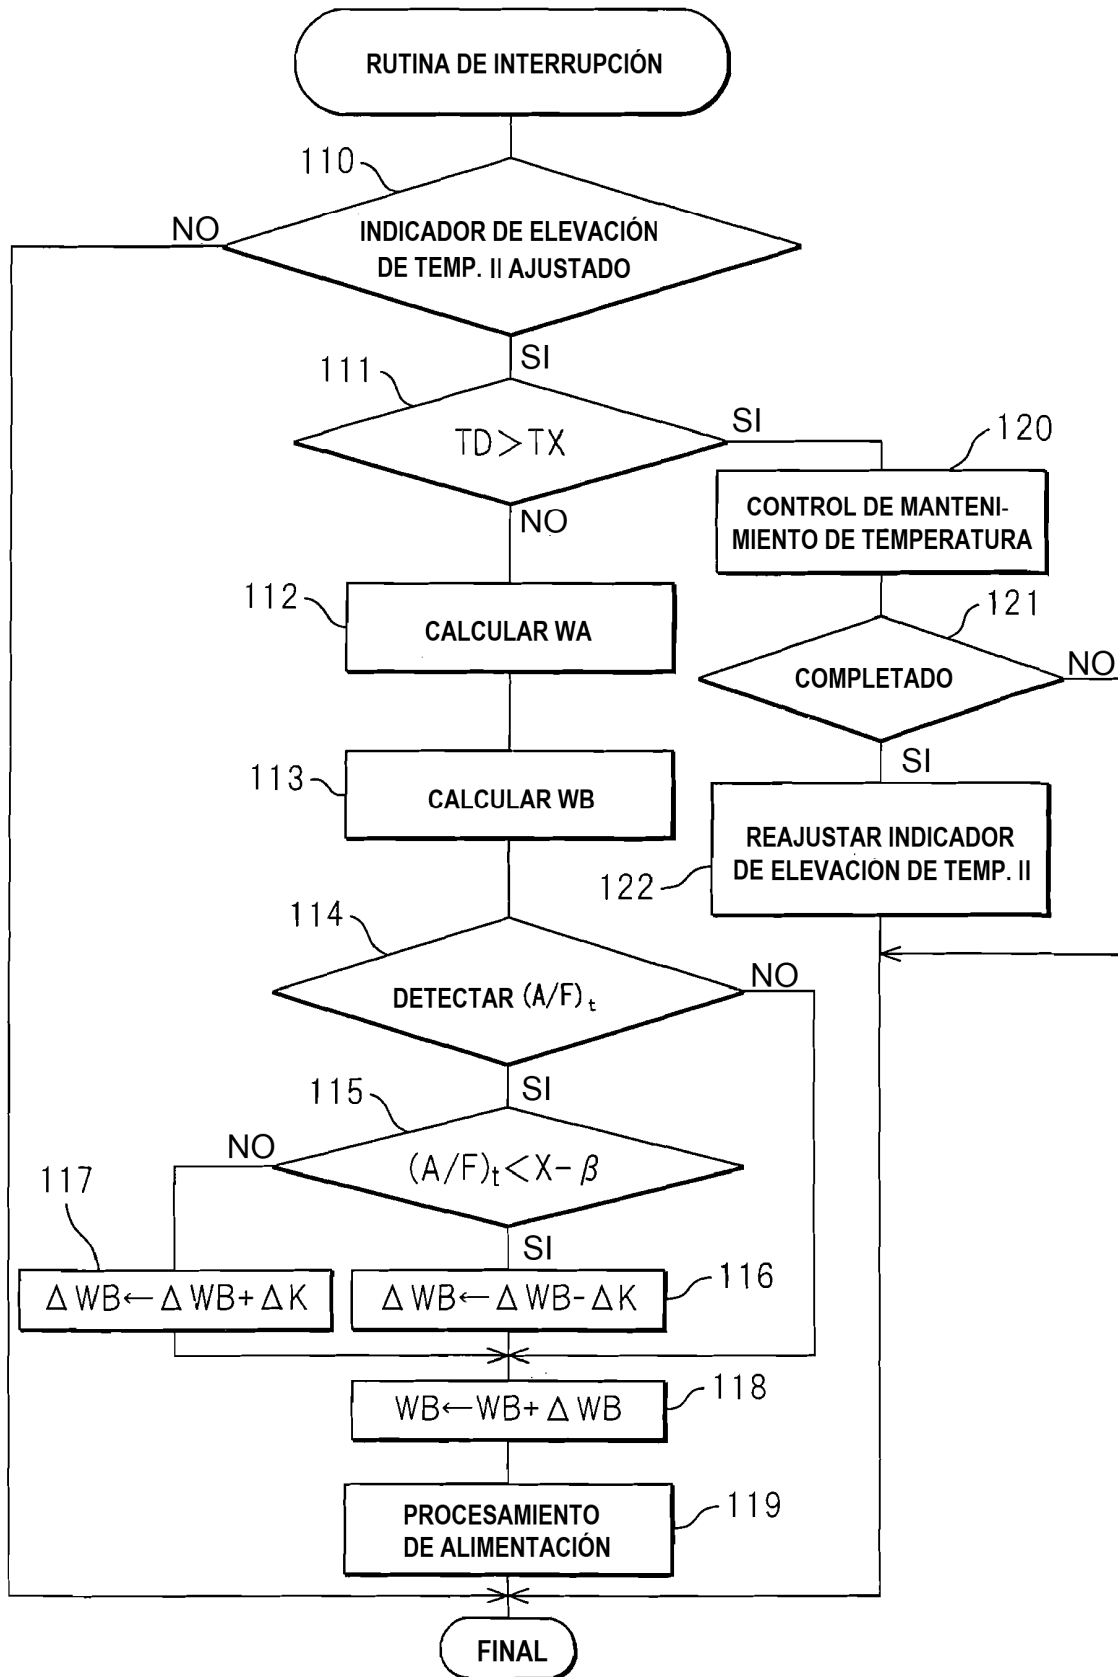 RUTINA DE INTERRUPCIÓN
110
NO
INDICADOR DE ELEVACIÓN
DE TEMP. II AJUSTADO
SI
111
TD>TX
SI
NO
120
CONTROL DE MANTENI-
MIENTO DE TEMPERATURA
112
CALCULAR WA
121
COMPLETADO
NO
SI
113
CALCULAR WB
REAJUSTAR INDICADOR
DE ELEVACION DE TEMP. II
122
114
DETECTAR (A/F)t
NO
SI
115
NO
(A/F)t<X-β
SI
117
ΔWB←ΔWB+ΔK
ΔWB←ΔWB-ΔK
116
WB←WB+ΔWB
118
PROCESAMIENTO
DE ALIMENTACIÓN
119
FINAL